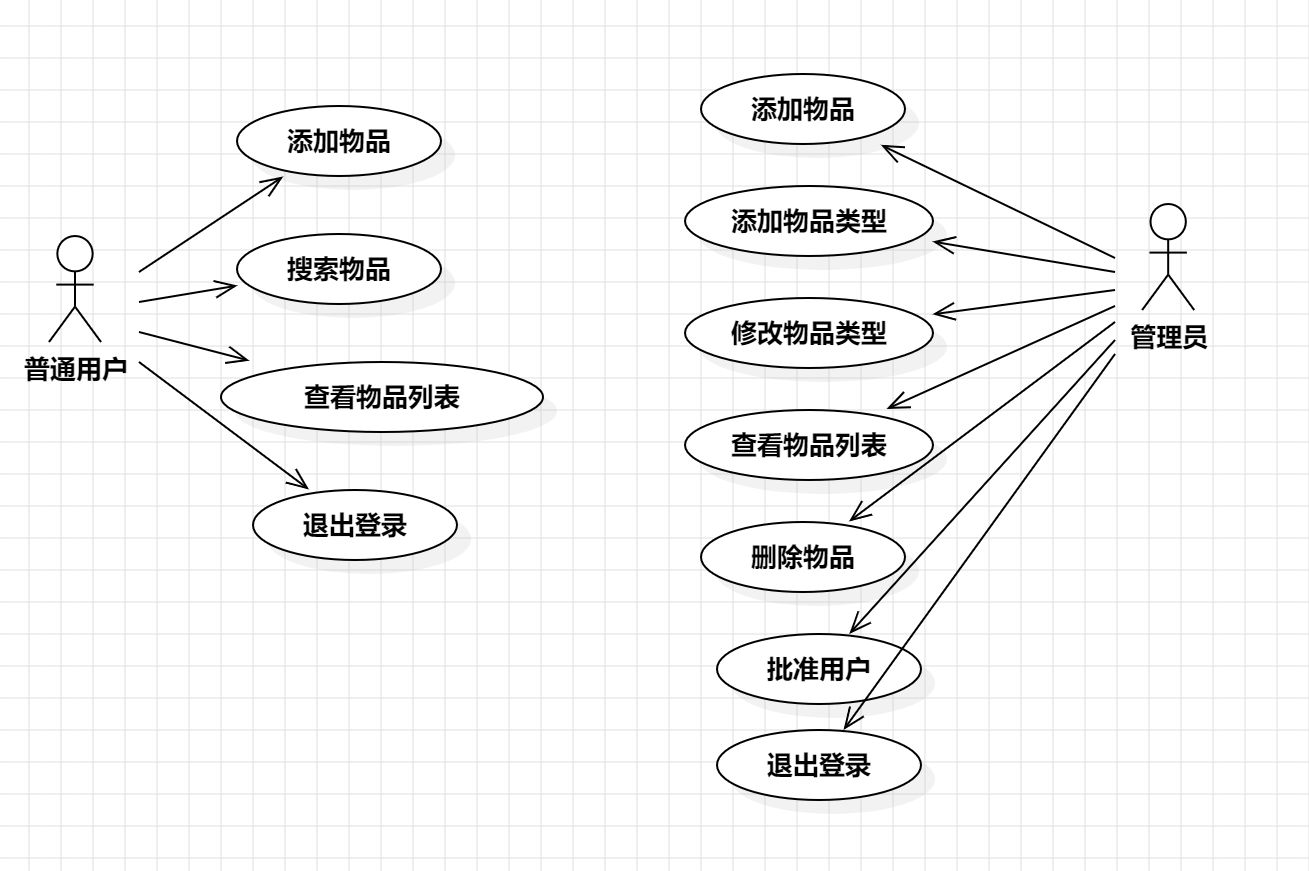 添加物品
搜索物品
普通用户
查看物品列表
退出登录
添加物品
添加物品类型
修改物品类型
管理员
查看物品列表
删除物品
批准用户
退出登录